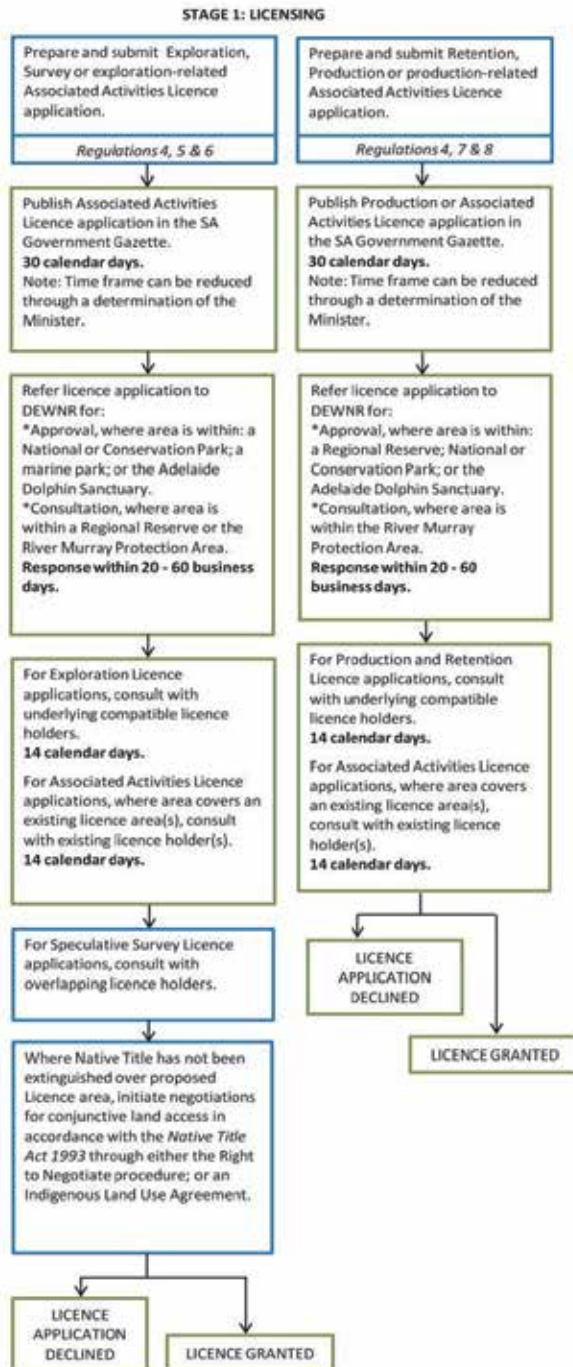 STAGE 1: LICENSING
Prepare and submit Exploration,
Survey or exploration-related
Associated Activities Licence
application.
Regulations 4, 5 & 6
Publish Associated Activities
Licence application in the SA
Government Gazette.
30 calendar days.
Note: Time frame can be reduced
through a determination of the
Minister.
Refer licence application to
DEWNR for:
*Approval, where area is within: a
National or Conservation Park; a
marine park; or the Adelaide
Dolphin Sanctuary.
*Consultation, where area is
within a Regional Reserve or the
River Murray Protection Area.
Response within 20 - 60 business
days.
For Exploration Licence
applications, consult with
underlying compatible licence
holders.
14 calendar days.
For Associated Activities Licence
applications, where area covers an
existing licence area(s), consult
with existing licence holder(s).
14 calendar days.
For Speculative Survey Licence
applications, consult with
overlapping licence holders.
Where Native Title has not been
extinguished over proposed
Licence area, initiate negotiations
for conjunctive land access in
accordance with the Native Title
Act 1993 through either the Right
to Negotiate procedure; or an
Indigenous Land Use Agreement.
LICENCE
APPLICATION
DECLINED
LICENCE GRANTED
Prepare and submit Retention,
Production or production-related
Associated Activities Licence
application.
Regulations 4, 7 & 8
Publish Production or Associated
Activities Licence application in
the SA Government Gazette.
30 calendar days.
Note: Time frame can be reduced
through a determination of the
Minister.
Refer licence application to
DEWNR for:
*Approval, where area is within:
a Regional Reserve; National or
Conservation Park; or the
Adelaide Dolphin Sanctuary.
*Consultation, where area is
within the River Murray
Protection Area.
Response within 20 - 60
business days.
For Production and Retention
Licence applications, consult
with underlying compatible
licence holders.
14 calendar days.
For Associated Activities Licence
applications, where area covers
an existing licence area(s),
consult with existing licence
holder(s).
14 calendar days.
LICENCE
APPLICATION
DECLINED
LICENCE GRANTED